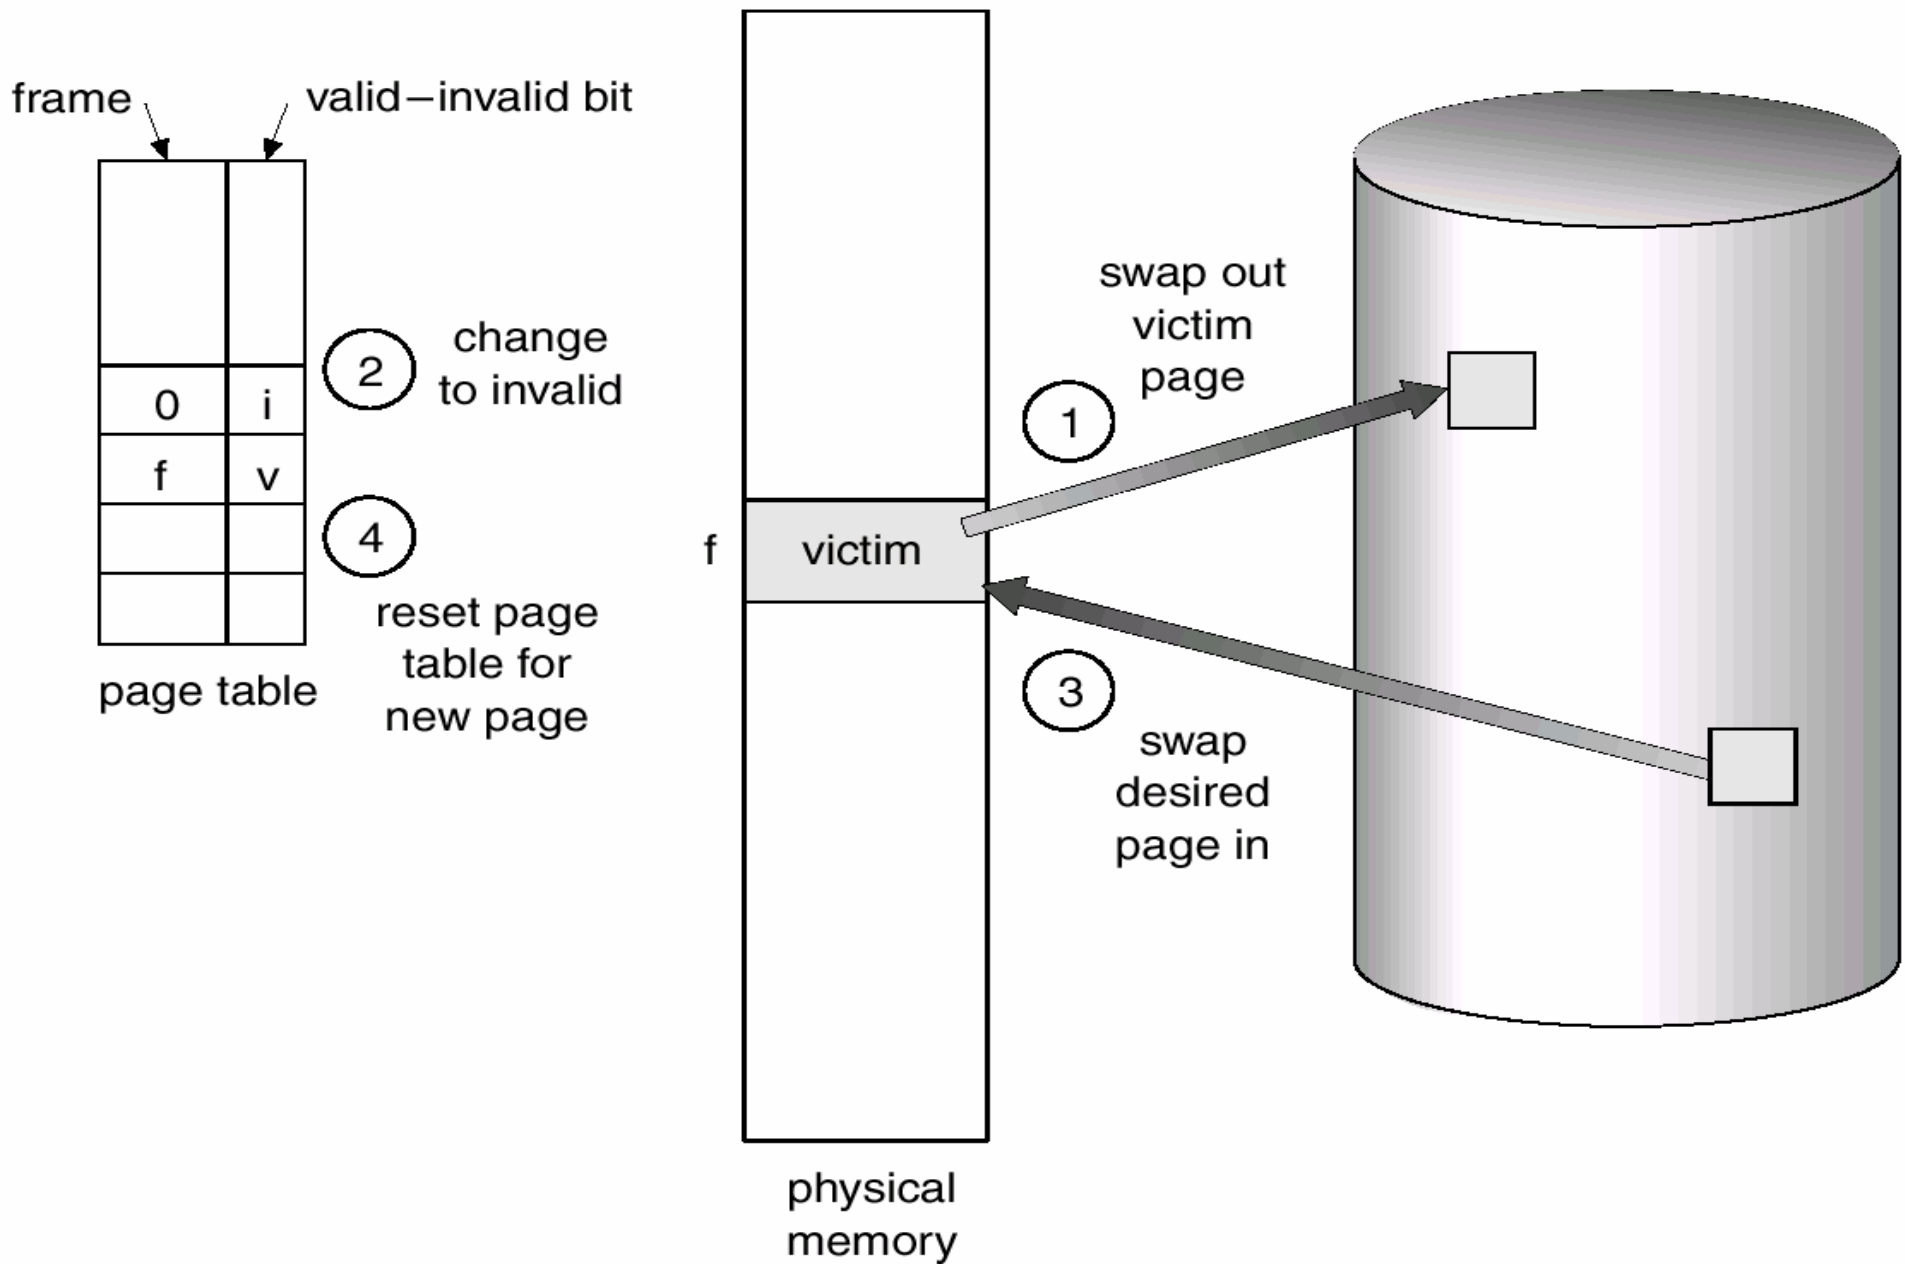 frame
valid–invalid bit
0 i
f v
page table
2
change
to invalid
4
reset page
table for
new page
f
victim
physical
memory
1
swap out
victim
page
3
swap
desired
page in